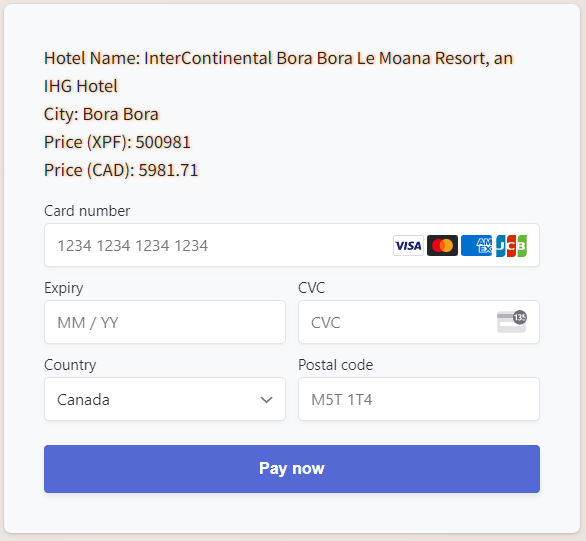 Hotel Name: InterContinental Bora Bora Le Moana Resort, an
IHG Hotel
City: Bora Bora
Price (XPF): 500981
Price (CAD): 5981.71
Card number
1234 1234 1234 1234 VISA AM EX JCB
Expiry CVC
MM / YY CVC 135
Country Postal code
Canada M5T 1T4
Pay now